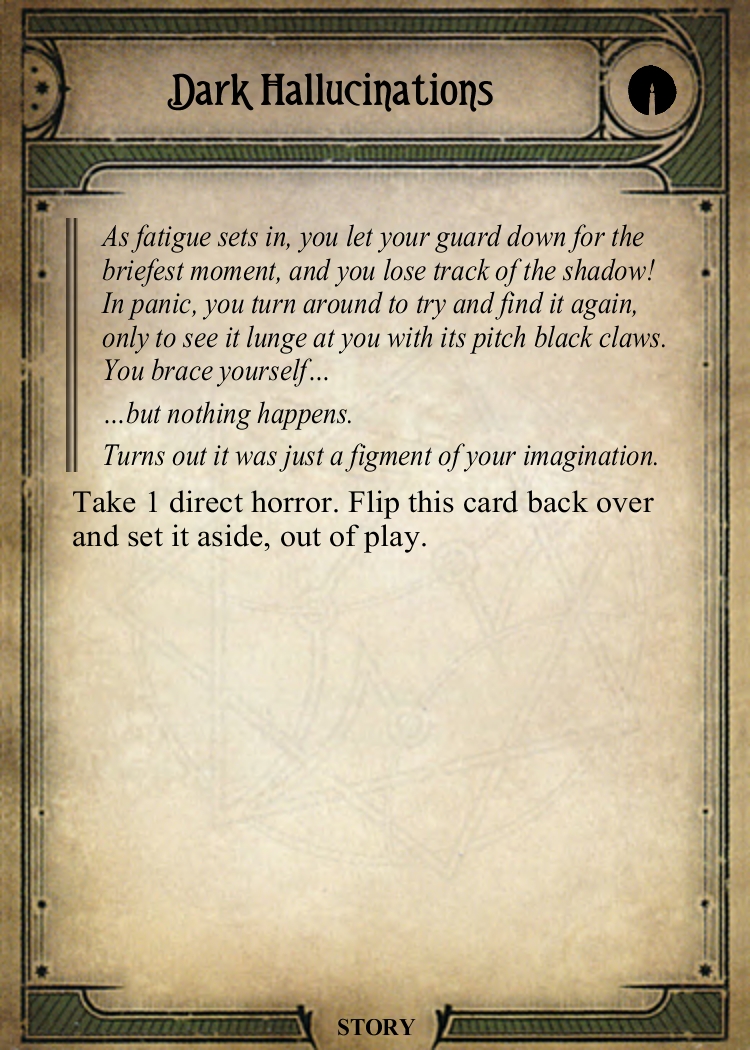 Dark Hallucinations
As fatigue sets in, you let your guard down for the
briefest moment, and you lose track of the shadow!
In panic, you turn around to try and find it again,
only to see it lunge at you with its pitch black claws.
You brace yourself…
…but nothing happens.
Turns out it was just a figment of your imagination.
Take 1 direct horror. Flip this card back over
and set it aside, out of play.
STORY